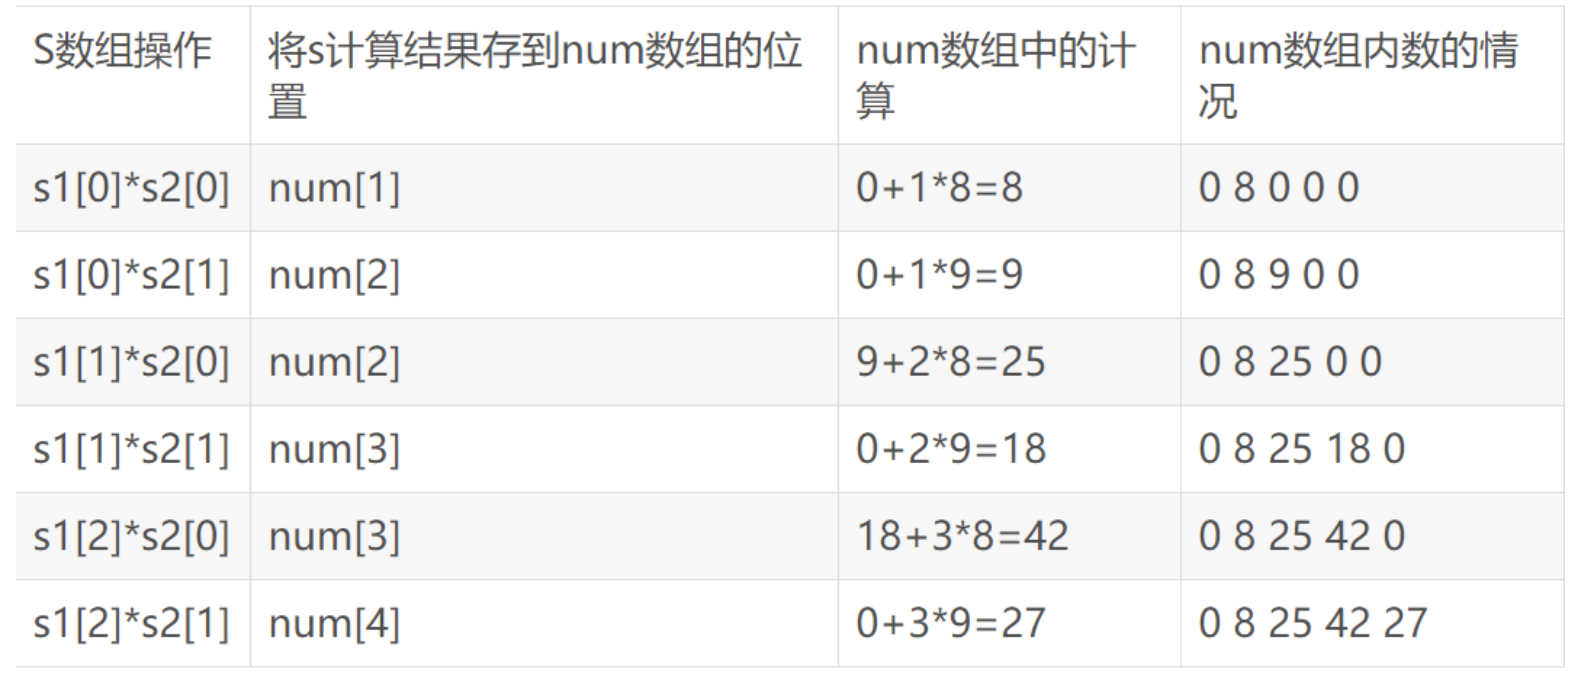 S数组操作 将s计算结果存到num数组的位置 num数组中的计算 num数组内数的情况
s1[0]*s2[0] num[1] 0+1*8=8 0 8 0 0 0
s1[0]*s2[1] num[2] 0+1*9=9 0 8 9 0 0
s1[1]*s2[0] num[2] 9+2*8=25 0 8 25 0 0
s1[1]*s2[1] num[3] 0+2*9=18 0 8 25 18 0
s1[2]*s2[0] num[3] 18+3*8=42 0 8 25 42 0
s1[2]*s2[1] num[4] 0+3*9=27 0 8 25 42 27